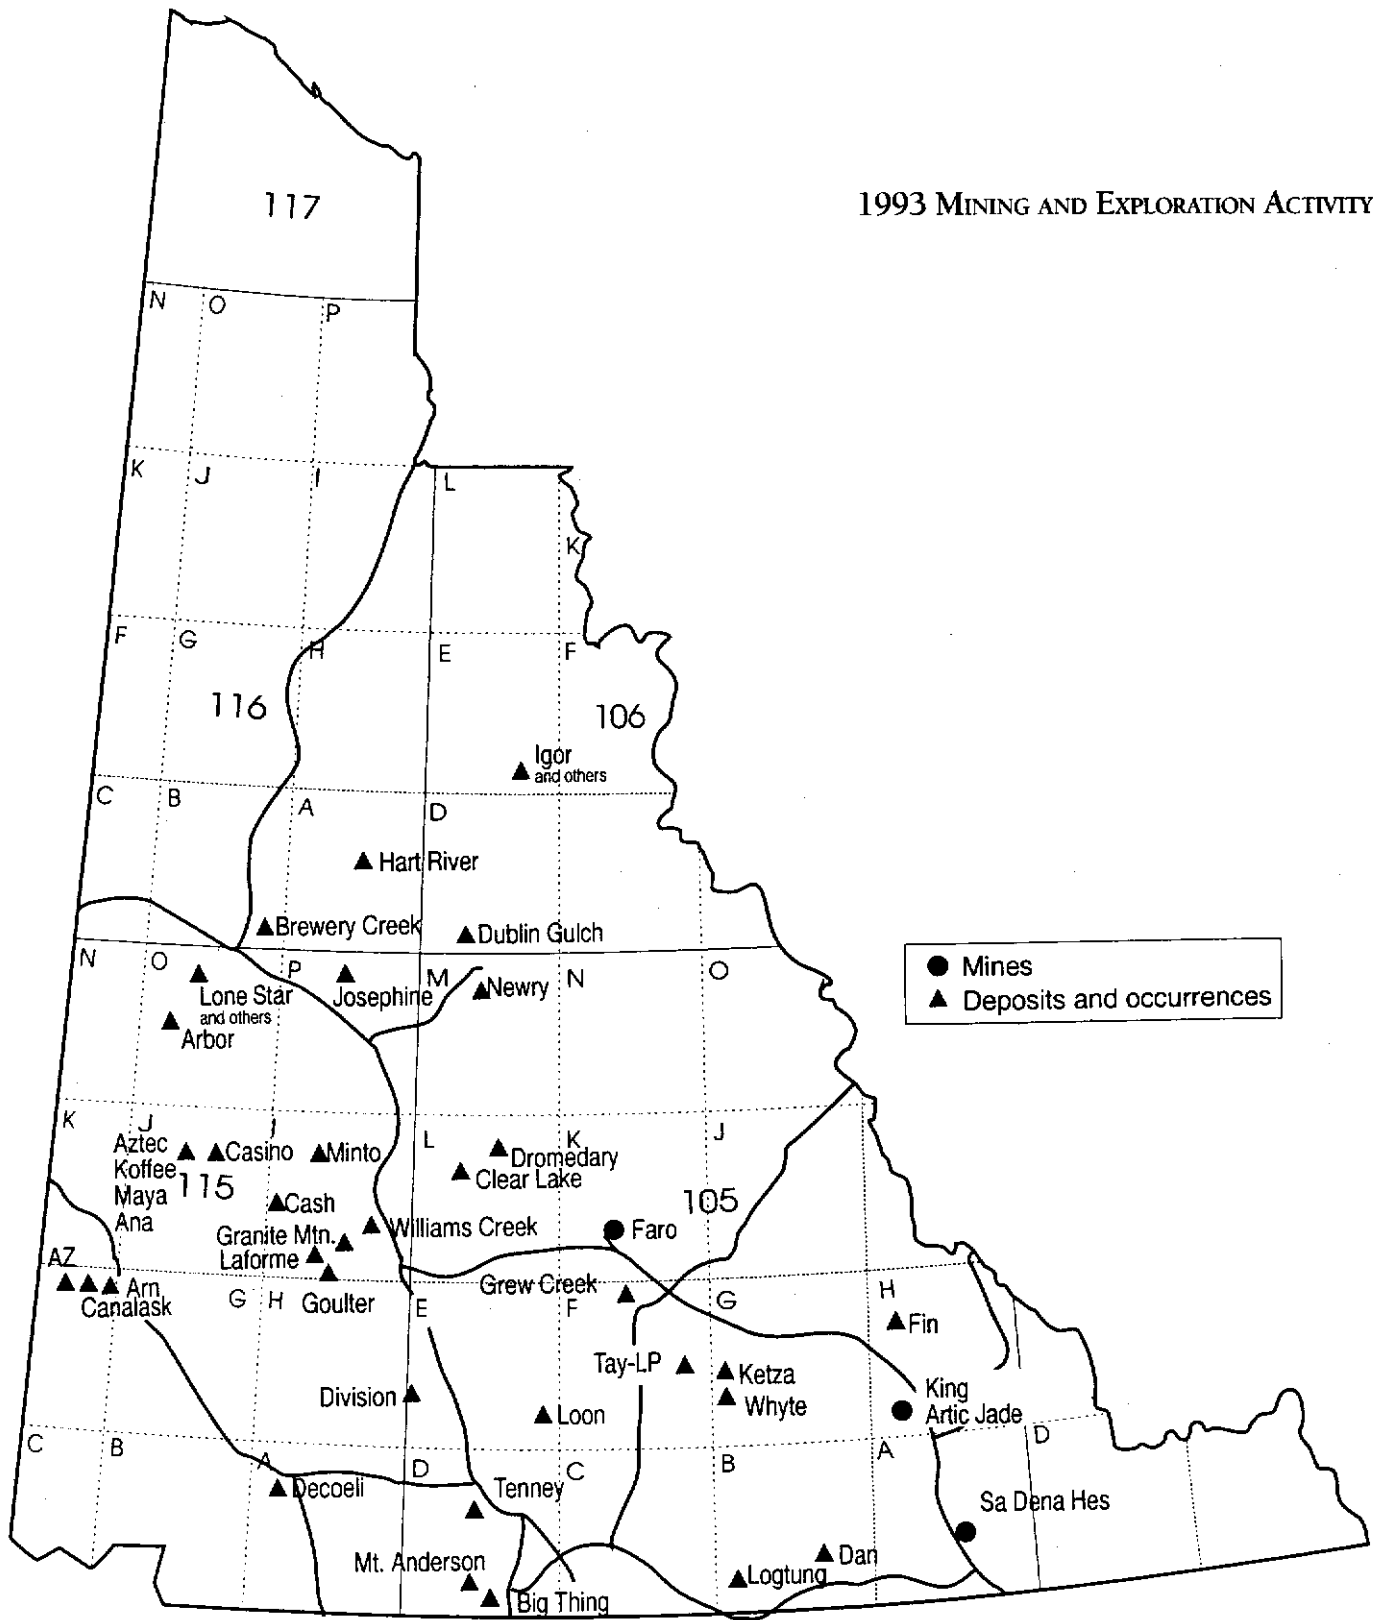 117
1993 MINING AND EXPLORATION ACTIVITY
N O P
K J I L
K
F G H E F
116 106
Igor
and others
C B A D
Hart River
Brewery Creek
Dublin Gulch
N O P M N O
Mines
Deposits and occurrences
Lone Star
and others
Josephine
Newry
Arbor
K J I L K J
Aztec
Koffee
Maya
Ana
Casino
Minto
Dromedary
Clear Lake
115 105
Cash
Granite Mtn.
Williams Creek
Laforme
Faro
AZ
Arn
Canalask
Grew Creek
G H E F G H
Goulter
Fin
Tay-LP
Ketza
Whyte
King
Artic Jade
Division
Loon
C B A D C B A D
Decoeli
Tenney
Sa Dena Hes
Mt. Anderson
Dan
Logtung
Big Thing